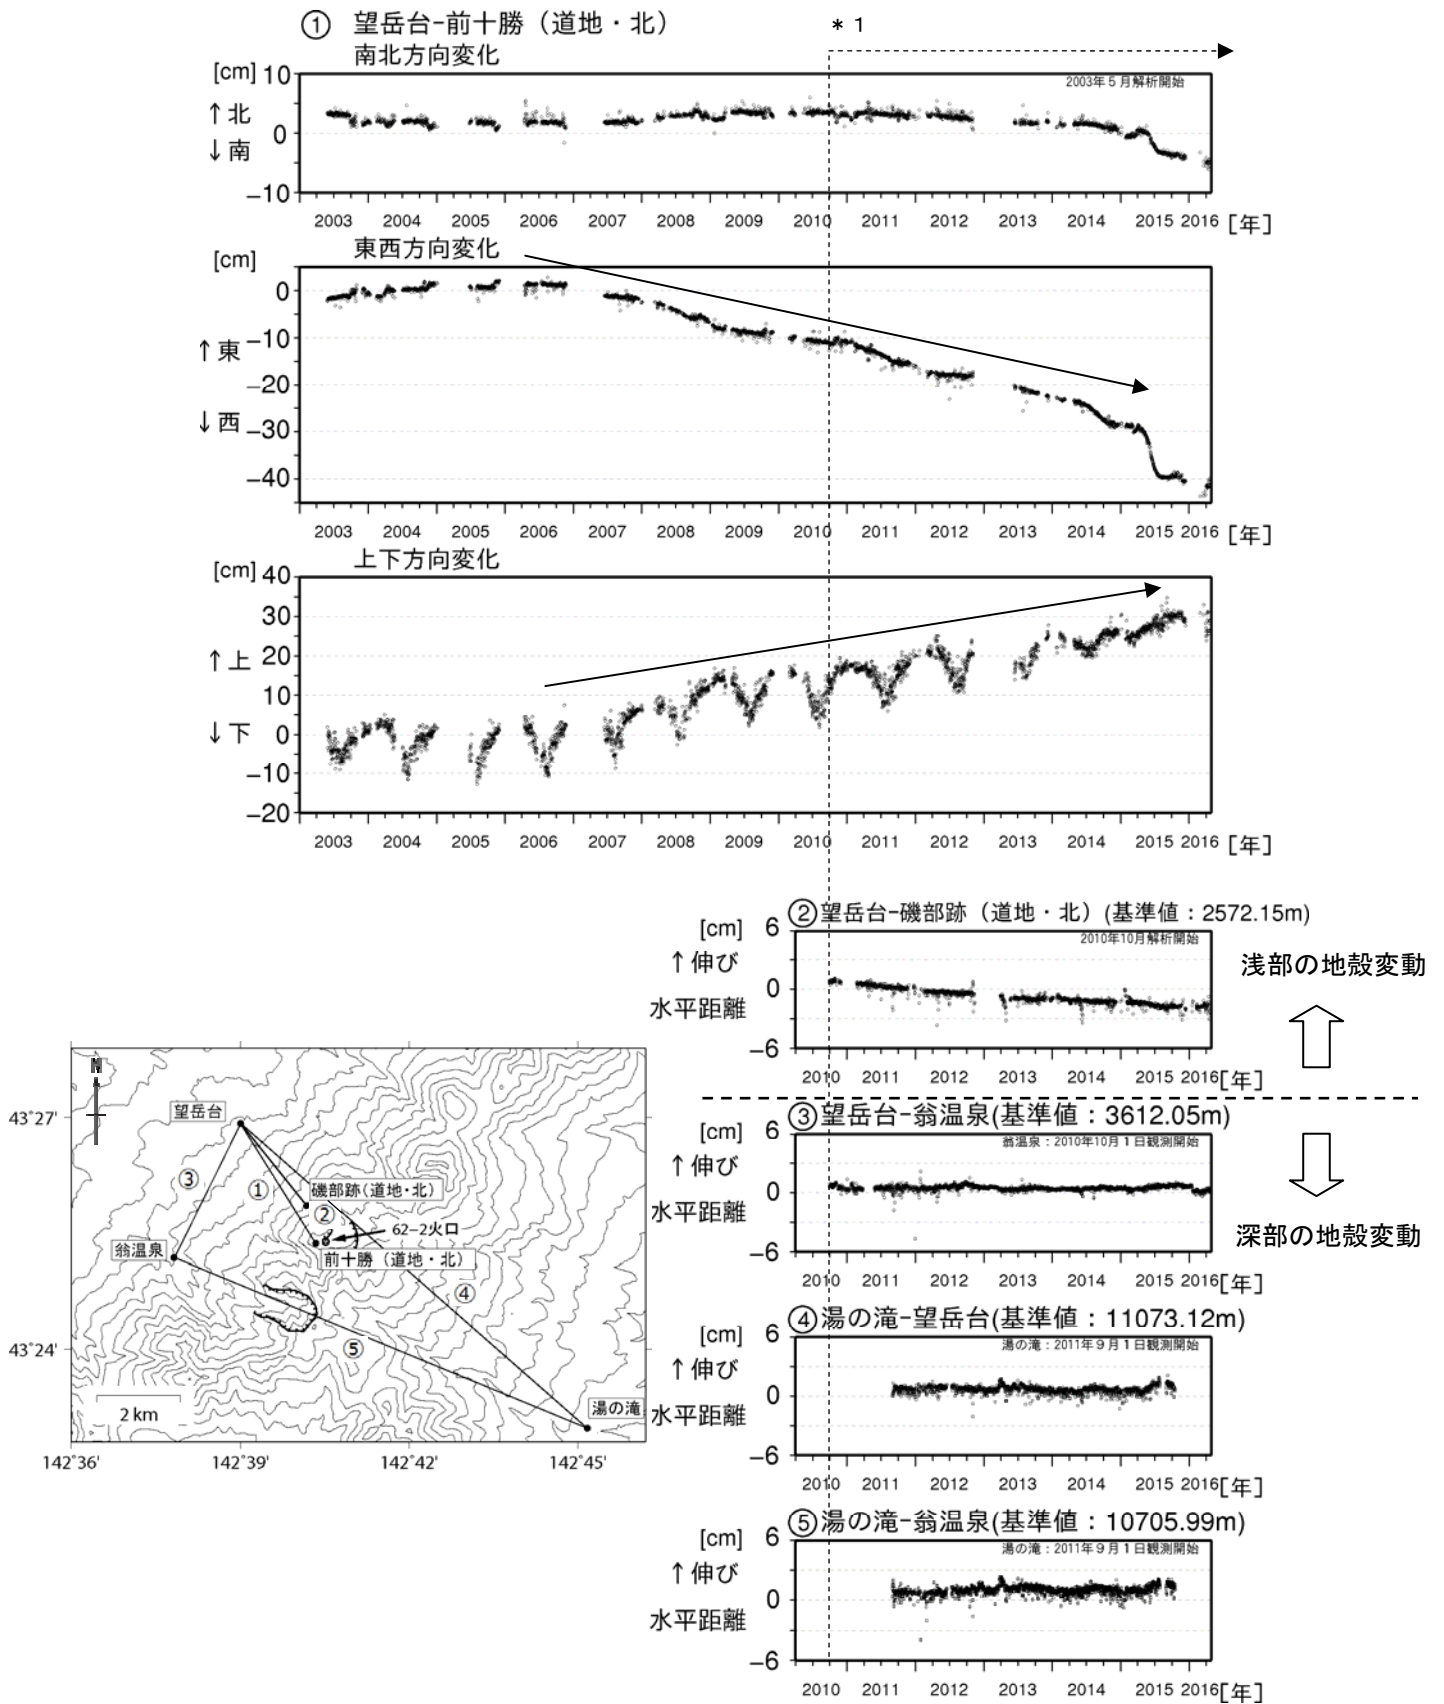 ① 望岳台-前十勝（道地・北）
＊１
南北方向変化
[cm]
10
2003年５月解析開始
↑北
0
↓南
−10
2003 2004 2005 2006 2007 2008 2009 2010 2011 2012 2013 2014 2015 2016 [年]
東西方向変化
[cm]
0
−10
↑東
−20
↓西
−30
−40
2003 2004 2005 2006 2007 2008 2009 2010 2011 2012 2013 2014 2015 2016 [年]
上下方向変化
[cm]
40
30
↑上
20
10
↓下
0
−10
−20
2003 2004 2005 2006 2007 2008 2009 2010 2011 2012 2013 2014 2015 2016 [年]
②望岳台-磯部跡（道地・北）(基準値：2572.15m)
[cm]
6
2010年10月解析開始
↑伸び
0
水平距離
−6
2010 2011 2012 2013 2014 2015 2016 [年]
浅部の地殻変動
③望岳台-翁温泉(基準値：3612.05m)
[cm]
6
翁温泉：2010年10月１日観測開始
↑伸び
0
水平距離
−6
2010 2011 2012 2013 2014 2015 2016 [年]
深部の地殻変動
④湯の滝-望岳台(基準値：11073.12m)
[cm]
6
湯の滝：2011年９月１日観測開始
↑伸び
0
水平距離
−6
2010 2011 2012 2013 2014 2015 2016 [年]
⑤湯の滝-翁温泉(基準値：10705.99m)
[cm]
6
湯の滝：2011年９月１日観測開始
↑伸び
0
水平距離
−6
2010 2011 2012 2013 2014 2015 2016 [年]
N
望岳台
43°27'
③
①
磯部跡(道地・北)
②
62−2火口
翁温泉
前十勝（道地・北）
④
43°24'
⑤
2 km
湯の滝
142°36' 142°39' 142°42' 142°45'